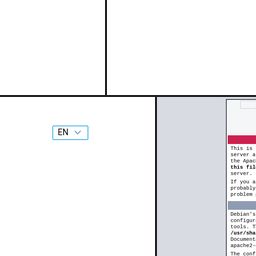 EN
This is
server a
the Apac
this fil
server.
If you a
probably
problem
Debian's
configur
tools. T
/usr/sha
Document
apache2-
The conf